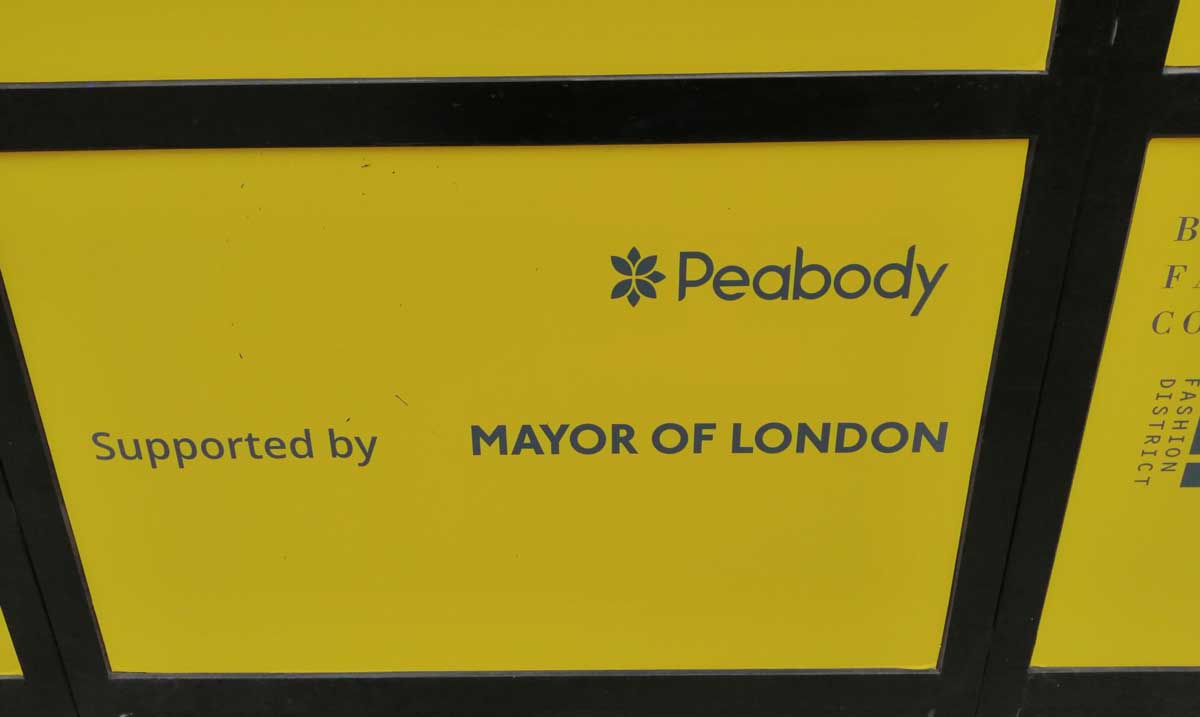 Peabody
Supported by
MAYOR OF LONDON
FASHION
DISTRICT